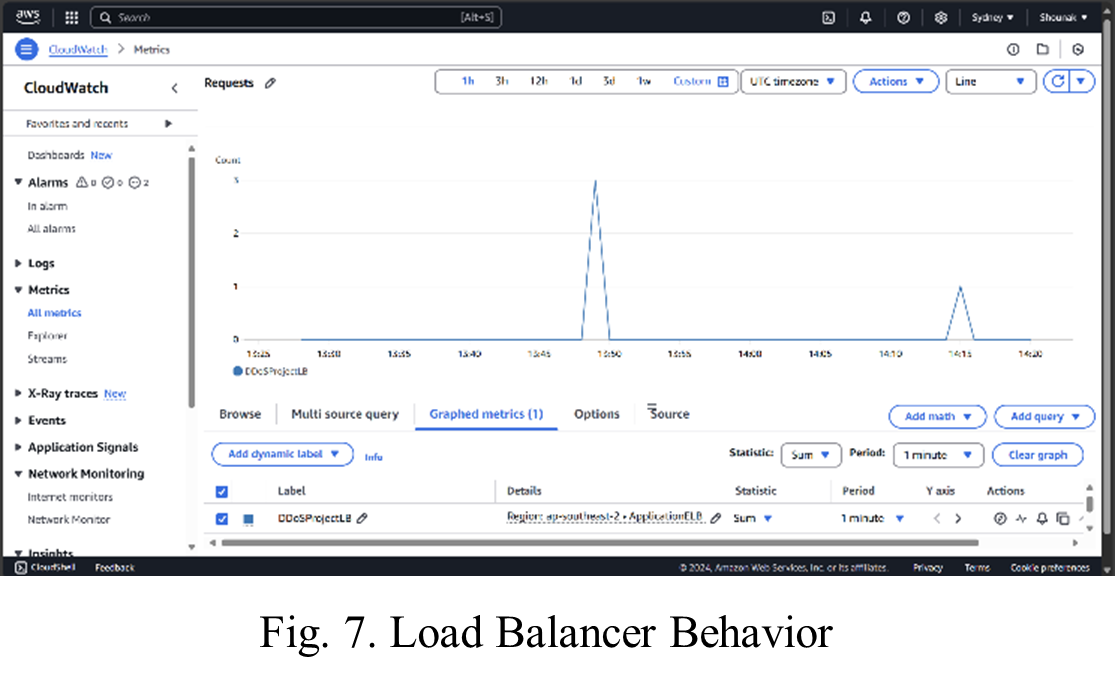 aws Search [Alt+S] Sydney Shounak
CloudWatch Metrics
CloudWatch
Requests 1h 3h 12h 1d 3d 1w Custom UTC timezone Actions Line
Favorites and recents
Dashboards New
Alarms 0 0 2
In alarm
All alarms
Logs
Metrics
All metrics
Explorer
Streams
X-Ray traces New
Events
Application Signals
Network Monitoring
Internet monitors
Network Monitor
Insights
Count
3
2
1
0
13:25 13:30 13:35 13:40 13:45 13:50 13:55 14:00 14:05 14:10 14:15 14:20
DDoSProjectLB
Browse Multi source query Graphed metrics (1) Options Source Add math Add query
Add dynamic label Info Statistic: Sum Period: 1 minute Clear graph
Label Details Statistic Period Y axis Actions
DDoSProjectLB Region: ap-southeast-2 • ApplicationELB Sum 1 minute
CloudShell Feedback © 2024, Amazon Web Services, Inc. or its affiliates. Privacy Terms Cookie preferences
Fig. 7. Load Balancer Behavior